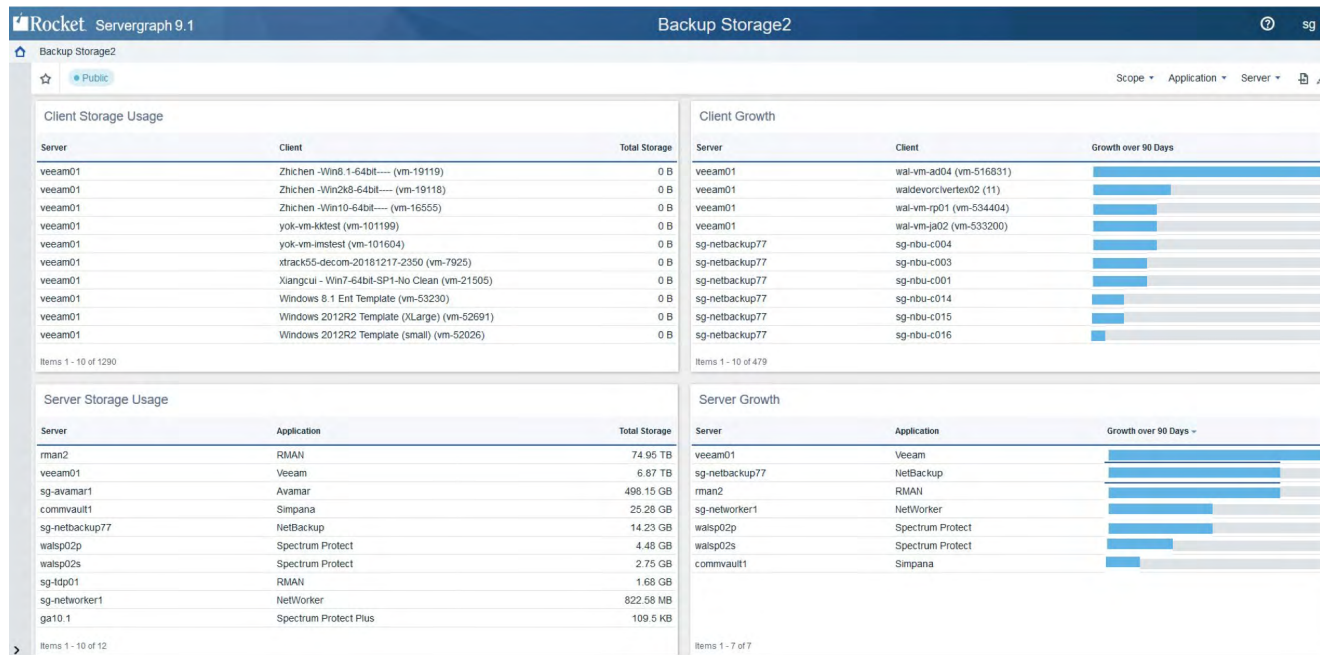 Rocket. Servergraph 9.1
Backup Storage2
sg
Backup Storage2
Public
Scope
Application
Server
Client Storage Usage
Server Client Total Storage
veeam01 Zhichen -Win8.1-64bit---- (vm-19119) 0 B
veeam01 Zhichen -Win2k8-64bit---- (vm-19118) 0 B
veeam01 Zhichen -Win10-64bit---- (vm-16555) 0 B
veeam01 yok-vm-kktest (vm-101199) 0 B
veeam01 yok-vm-imstest (vm-101604) 0 B
veeam01 xtrack55-decom-20181217-2350 (vm-7925) 0 B
veeam01 Xiangcui - Win7-64bit-SP1-No Clean (vm-21505) 0 B
veeam01 Windows 8.1 Ent Template (vm-53230) 0 B
veeam01 Windows 2012R2 Template (XLarge) (vm-52691) 0 B
veeam01 Windows 2012R2 Template (small) (vm-52026) 0 B
Items 1 - 10 of 1290
Client Growth
Server Client Growth over 90 Days
veeam01 wal-vm-ad04 (vm-516831)
veeam01 waldevorcivertex02 (11)
veeam01 wal-vm-rp01 (vm-534404)
veeam01 wal-vm-ja02 (vm-533200)
sg-netbackup77 sg-nbu-c004
sg-netbackup77 sg-nbu-c003
sg-netbackup77 sg-nbu-c001
sg-netbackup77 sg-nbu-c014
sg-netbackup77 sg-nbu-c015
sg-netbackup77 sg-nbu-c016
Items 1 - 10 of 479
Server Storage Usage
Server Application Total Storage
rman2 RMAN 74.95 TB
veeam01 Veeam 6.87 TB
sg-avamar1 Avamar 498.15 GB
commvault1 Simpana 25.28 GB
sg-netbackup77 NetBackup 14.23 GB
walsp02p Spectrum Protect 4.48 GB
walsp02s Spectrum Protect 2.75 GB
sg-tdp01 RMAN 1.68 GB
sg-networker1 NetWorker 822.58 MB
ga10.1 Spectrum Protect Plus 109.5 KB
Items 1 - 10 of 12
Server Growth
Server Application Growth over 90 Days
veeam01 Veeam
sg-netbackup77 NetBackup
rman2 RMAN
sg-networker1 NetWorker
walsp02p Spectrum Protect
walsp02s Spectrum Protect
commvault1 Simpana
Items 1 - 7 of 7